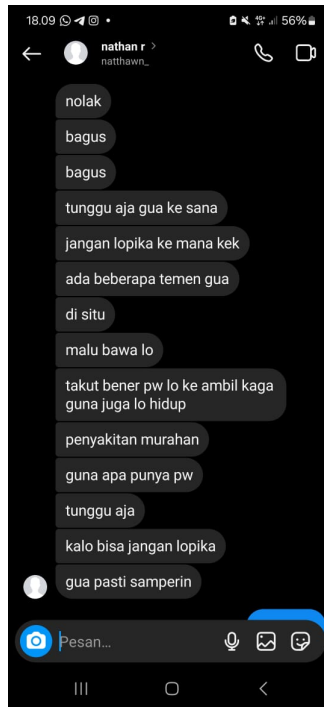 18.09
56%
nathan r
natthawn_
nolak
bagus
bagus
tunggu aja gua ke sana
jangan lopika ke mana kek
ada beberapa temen gua
di situ
malu bawa lo
takut bener pw lo ke ambil kaga
guna juga lo hidup
penyakitan murahan
guna apa punya pw
tunggu aja
kalo bisa jangan lopika
gua pasti samperin
Pesan...